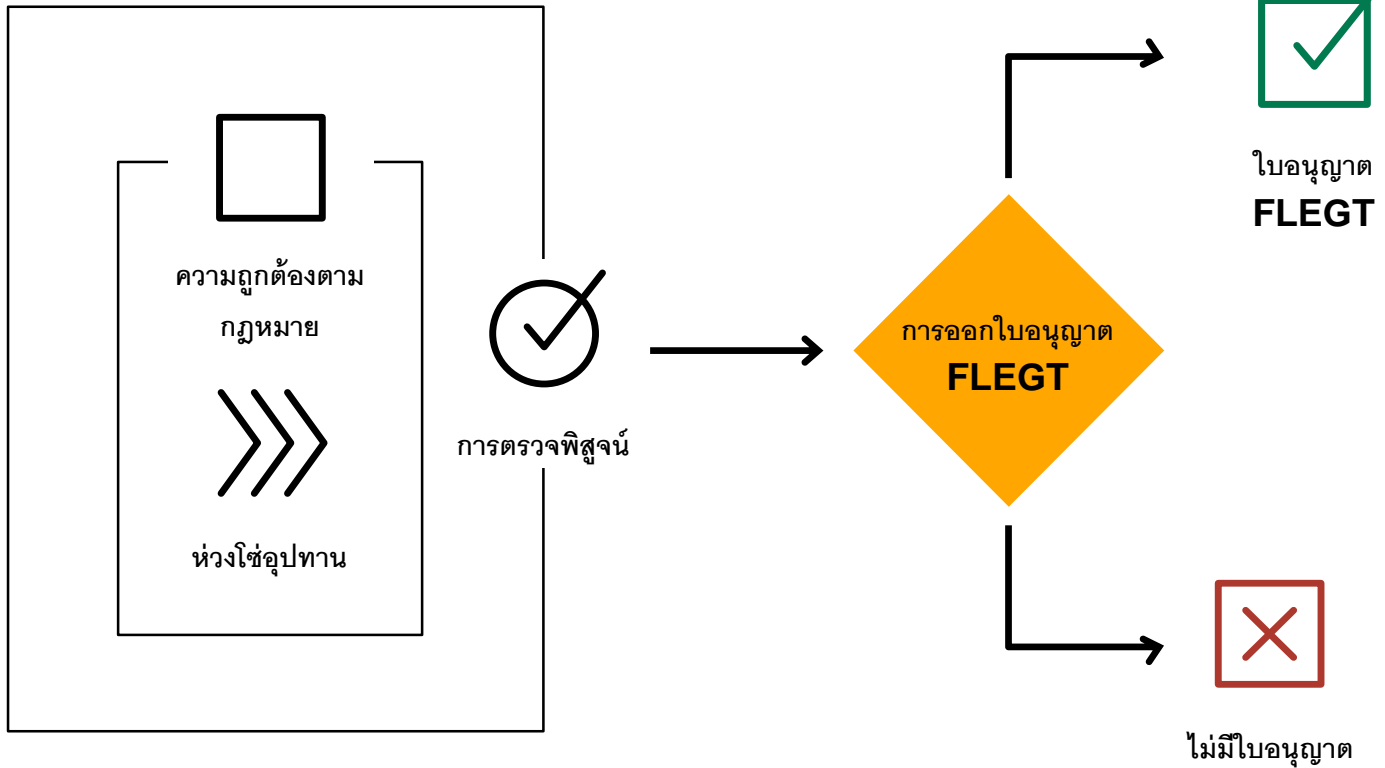 ความถูกต้องตาม
กฎหมาย
ห่วงโซ่อุปทาน
การตรวจพิสูจน์
การออกใบอนุญาต
FLEGT
ใบอนุญาต
FLEGT
ไม่มีใบอนุญาต